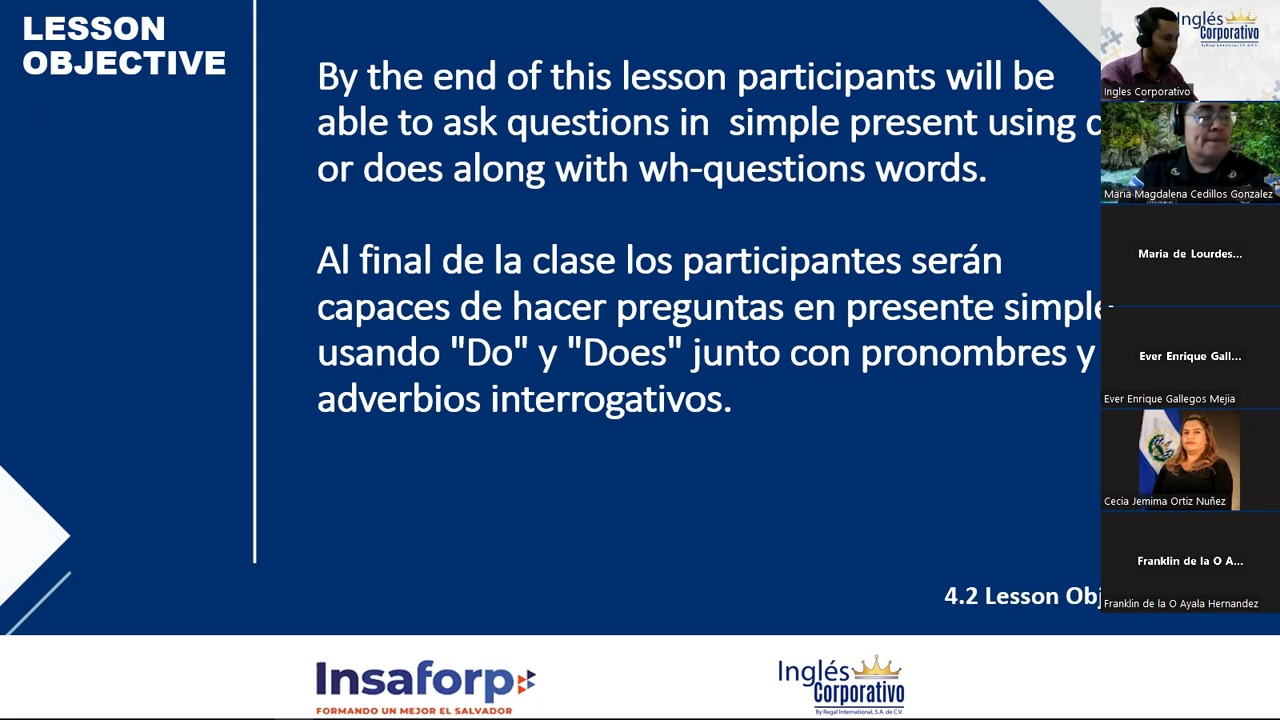 LESSON
OBJECTIVE
By the end of this lesson participants will be
able to ask questions in simple present using
or does along with wh-questions words.
Al final de la clase los participantes serán
capaces de hacer preguntas en presente simple
usando "Do" y "Does" junto con pronombres y
adverbios interrogativos.
4.2 Lesson Obj
Insaforp
FORMANDO UN MEJOR EL SALVADOR
Inglés
Corporativo
By Regal International, S.A. de C.V.
Inglés
Corporativo
By Regal International, S.A. de C.V.
Ingles Corporativo
Maria Magdalena Cedillos Gonzalez
Maria de Lourdes...
Ever Enrique Gall...
Ever Enrique Gallegos Mejia
Cecia Jemima Ortiz Nuñez
Franklin de la O A...
Franklin de la O Ayala Hernandez